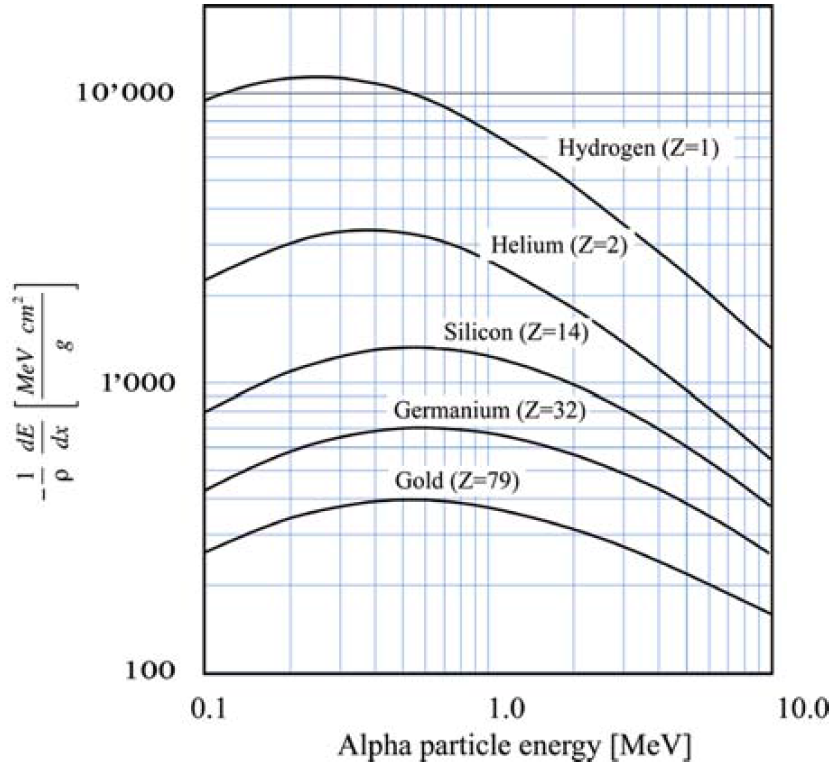 10’000
1’000
100
- 1 dE [ MeV cm² ]
ρ dx [ g ]
Hydrogen (Z=1)
Helium (Z=2)
Silicon (Z=14)
Germanium (Z=32)
Gold (Z=79)
0.1 1.0 10.0
Alpha particle energy [MeV]